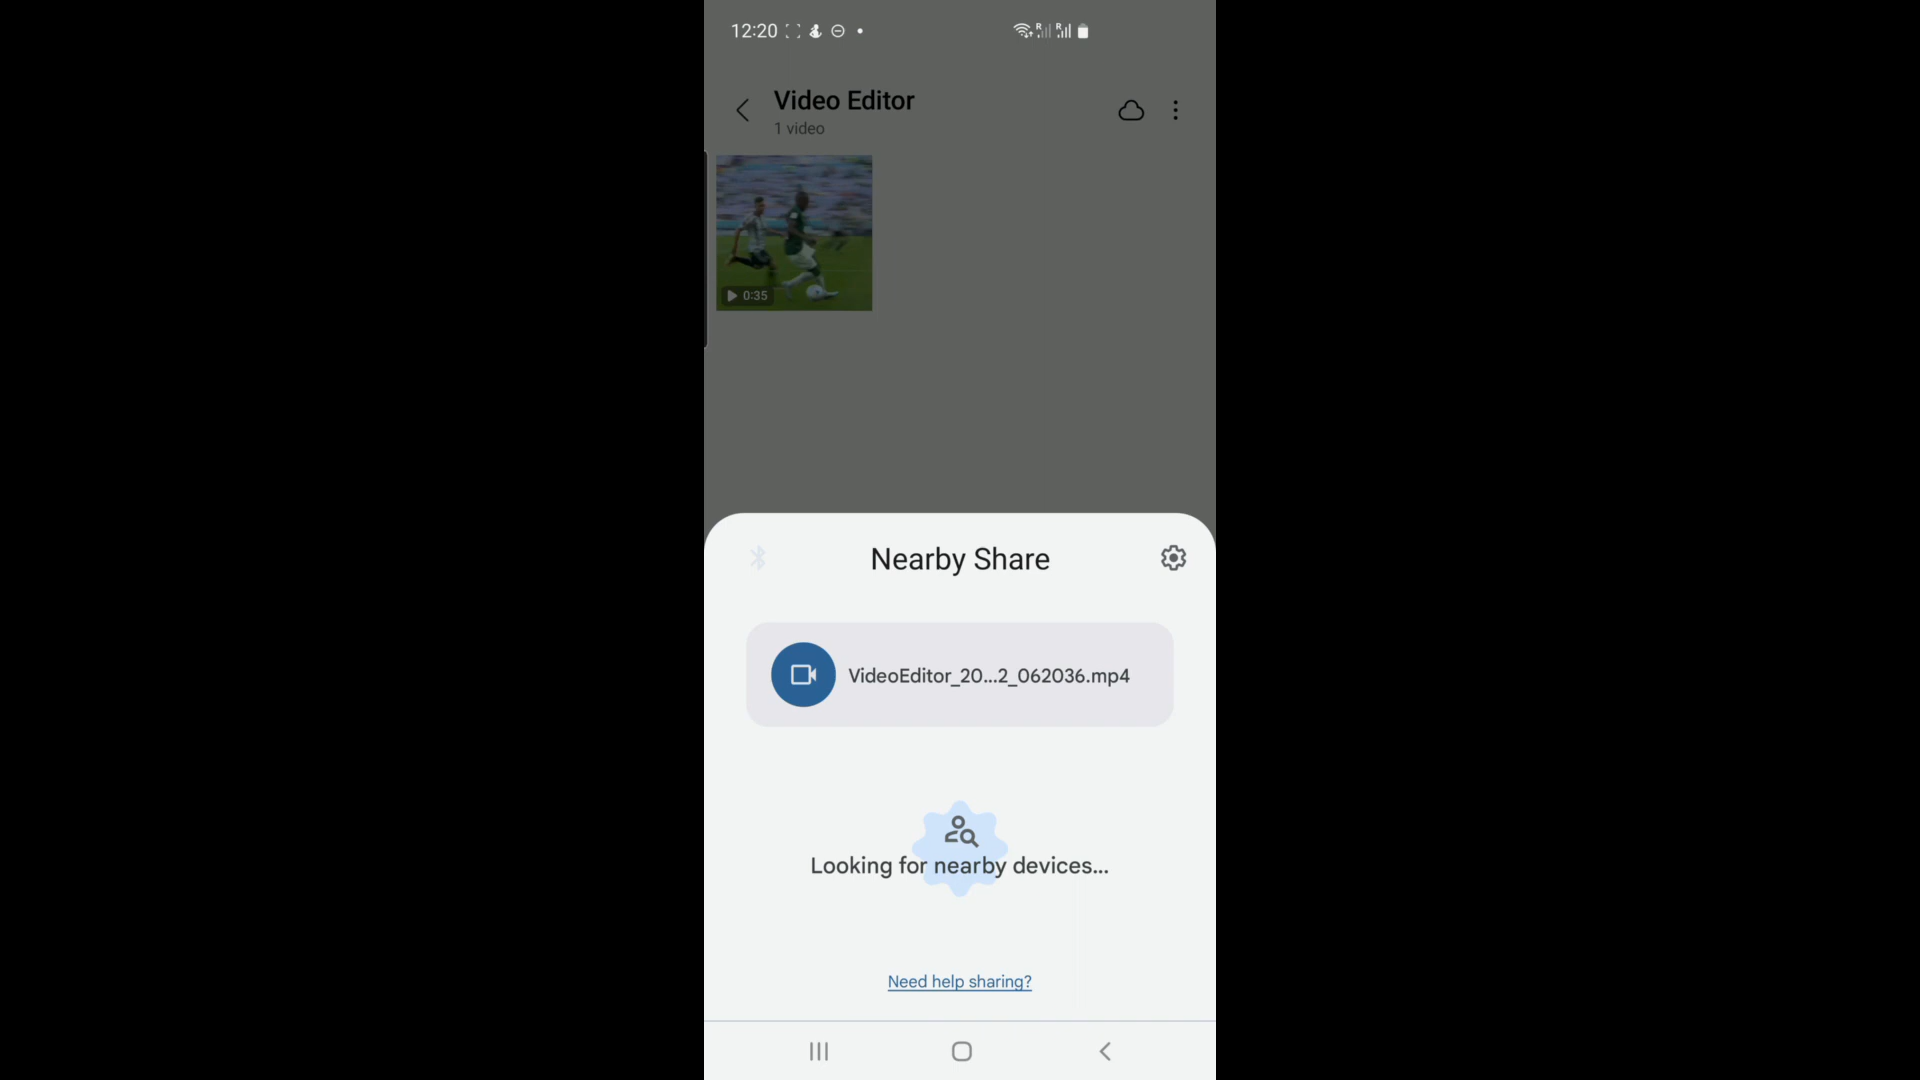 12:20
Video Editor
1 video
0:35
Nearby Share
VideoEditor_20...2_062036.mp4
Looking for nearby devices...
Need help sharing?